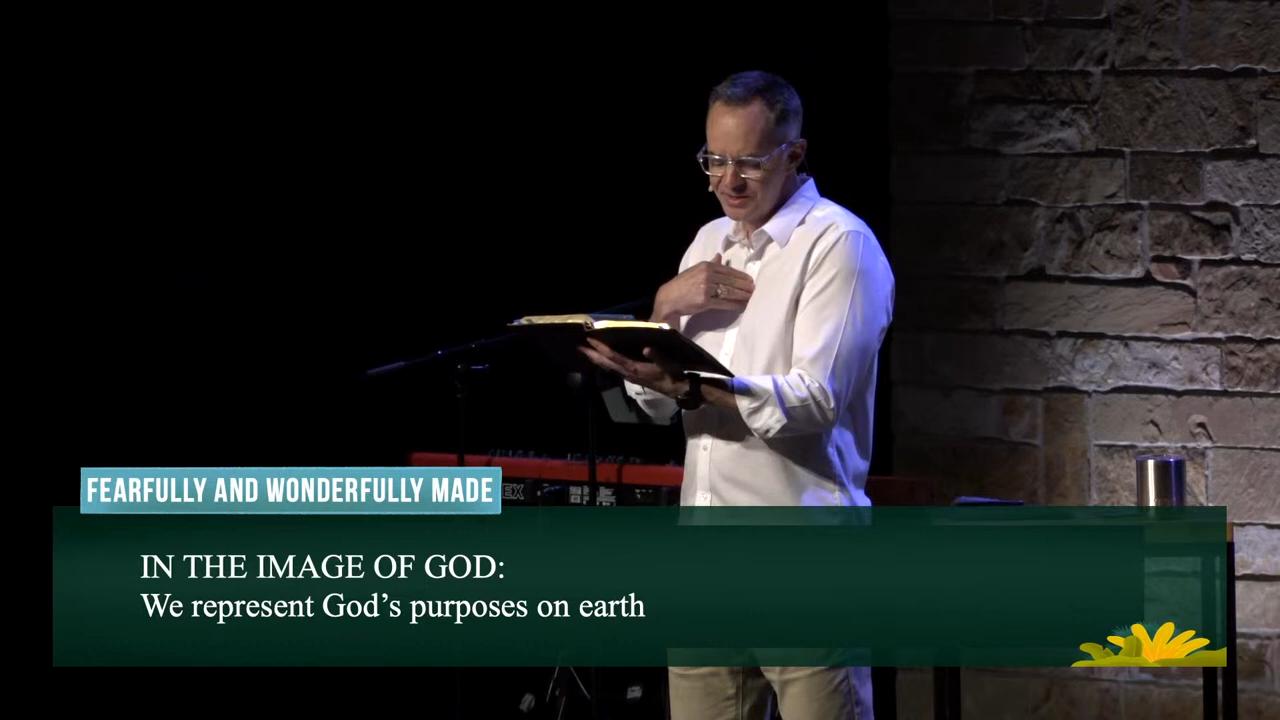 FEARFULLY AND WONDERFULLY MADE
IN THE IMAGE OF GOD:
We represent God’s purposes on earth